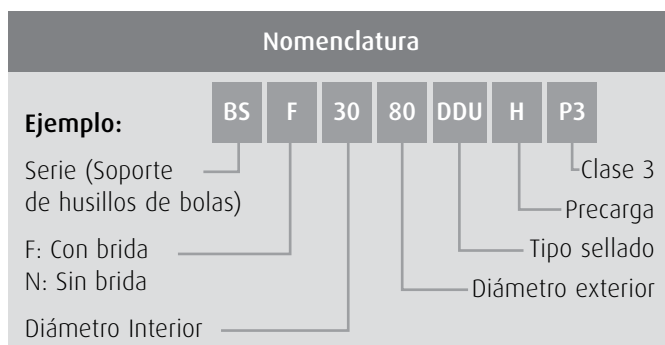 Nomenclatura
Ejemplo:
BS F 30 80 DDU H P3
Serie (Soporte
de husillos de bolas)
Clase 3
Precarga
F: Con brida
N: Sin brida
Tipo sellado
Diámetro exterior
Diámetro Interior